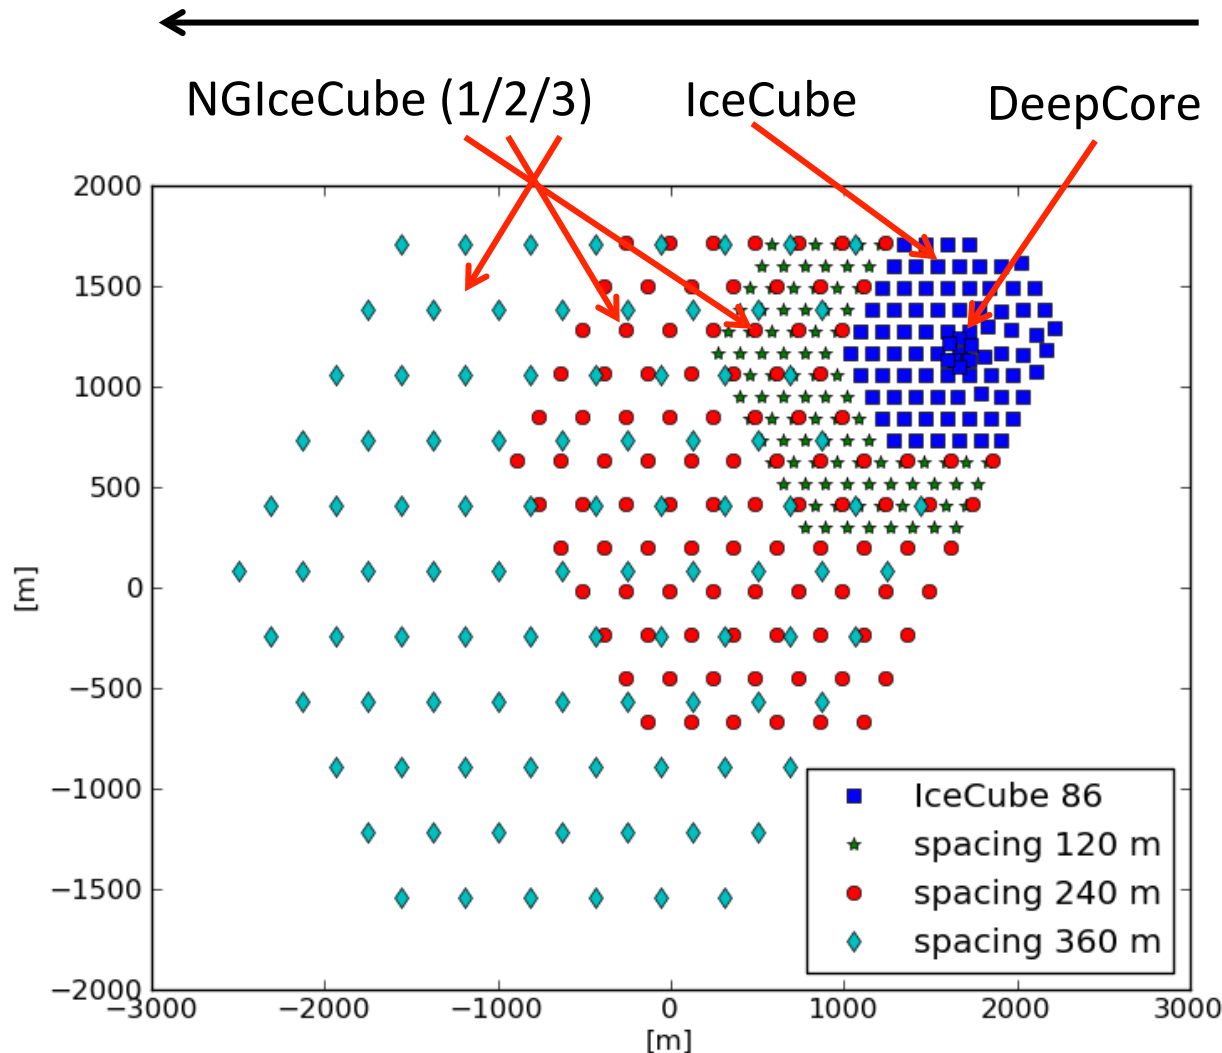 NGIceCube (1/2/3) IceCube DeepCore
2000
1500
1000
500
0
−500
−1000
−1500
−2000
[m]
−3000 −2000 −1000 0 1000 2000 3000
[m]
IceCube 86
spacing 120 m
spacing 240 m
spacing 360 m